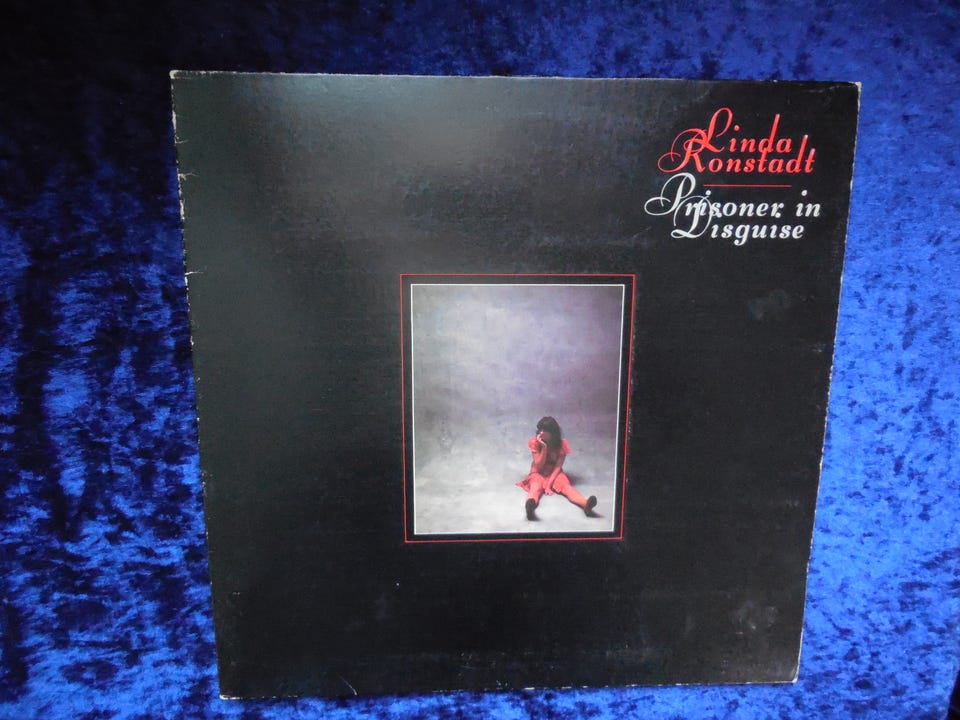 Linda
Ronstadt
Prisoner in
Disguise